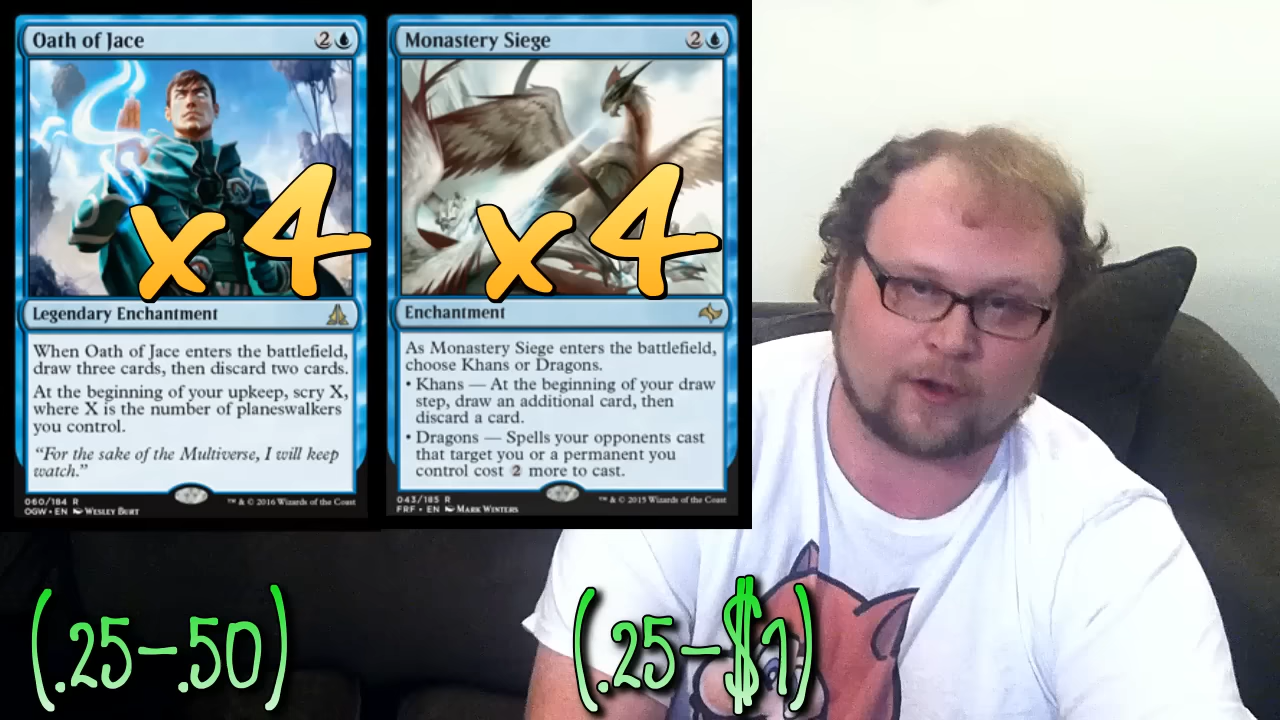 Oath of Jace 2
x4
Legendary Enchantment
When Oath of Jace enters the battlefield,
draw three cards, then discard two cards.
At the beginning of your upkeep, scry X,
where X is the number of planeswalkers
you control.
“For the sake of the Multiverse, I will keep
watch.”
060/184 R
OGW • EN Wesley Burt
™ & © 2016 Wizards of the Coast
Monastery Siege 2
x4
Enchantment
As Monastery Siege enters the battlefield,
choose Khans or Dragons.
• Khans — At the beginning of your draw
step, draw an additional card, then
discard a card.
• Dragons — Spells your opponents cast
that target you or a permanent you
control cost 2 more to cast.
043/185 R
FRF • EN Mark Winters
™ & © 2015 Wizards of the Coast
(.25-.50)
(.25-$1)